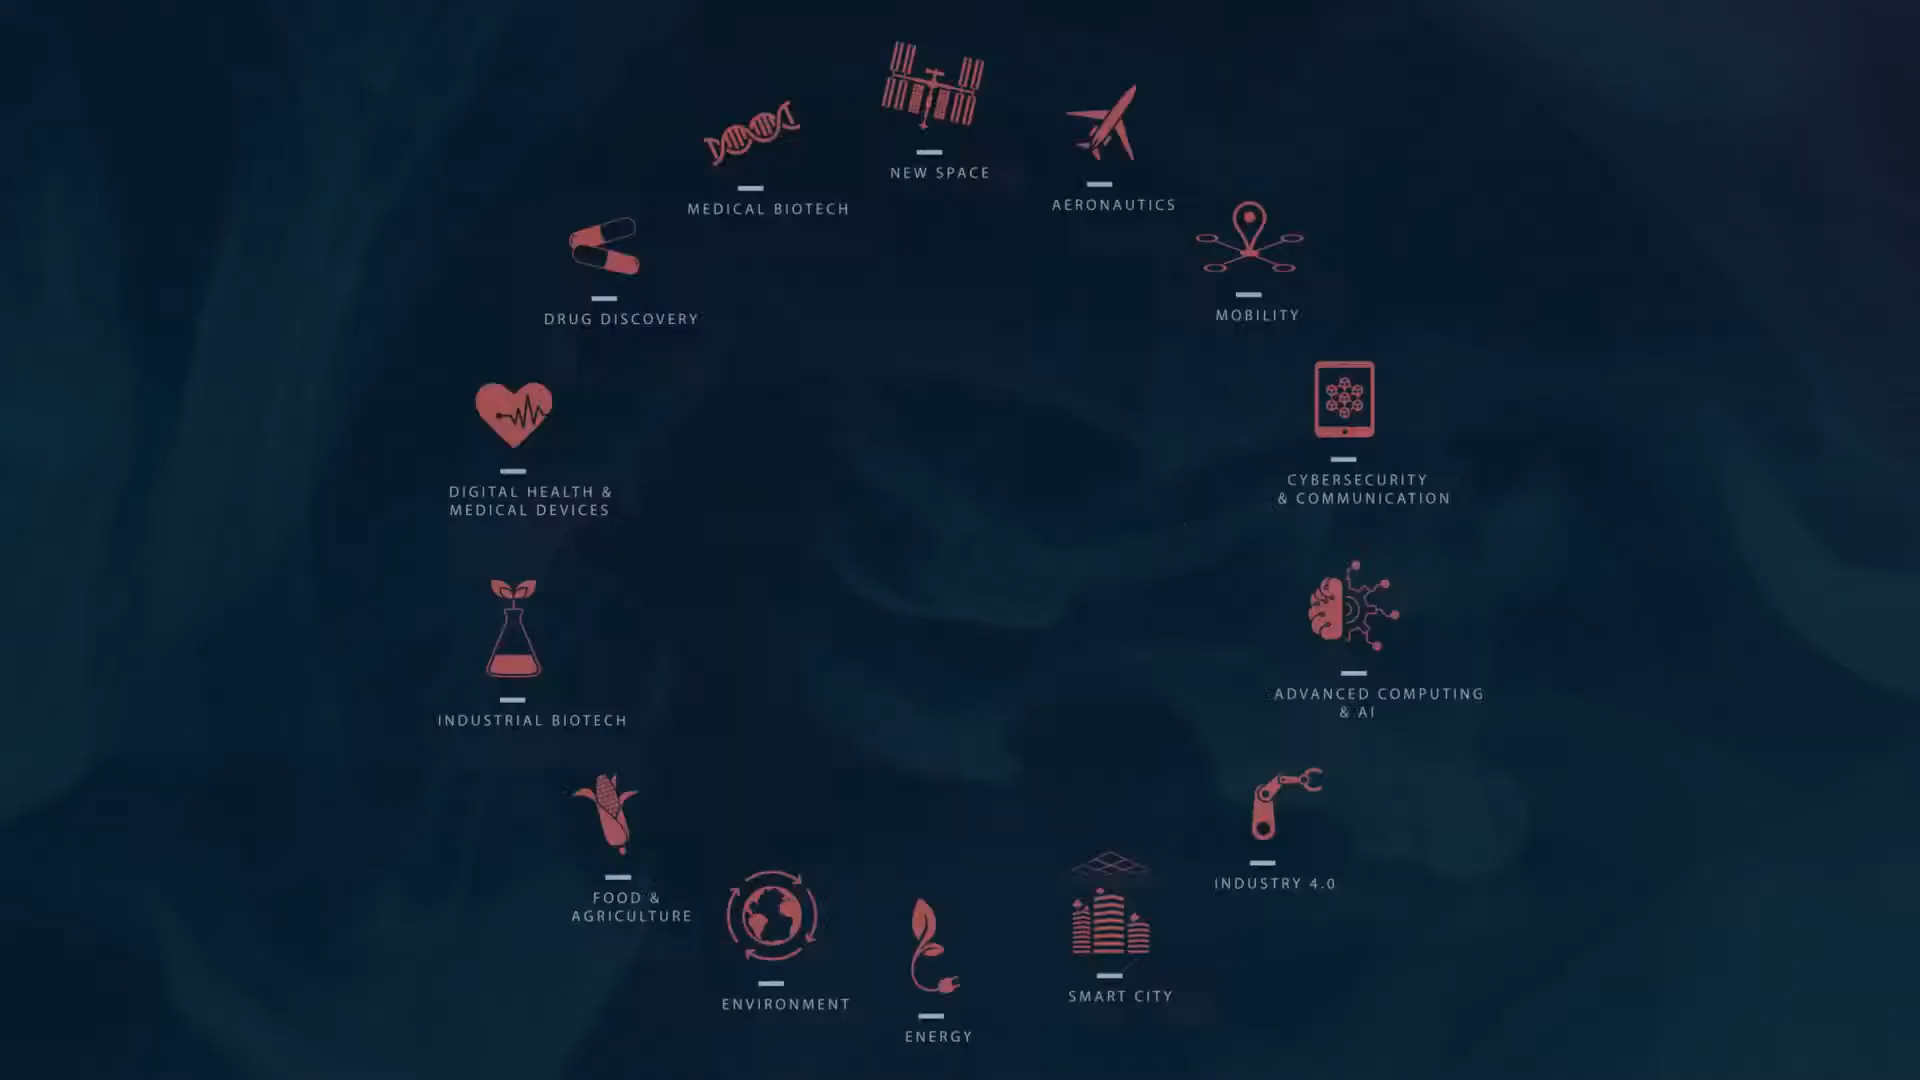 NEW SPACE
AERONAUTICS
MEDICAL BIOTECH
MOBILITY
DRUG DISCOVERY
CYBERSECURITY
& COMMUNICATION
DIGITAL HEALTH &
MEDICAL DEVICES
ADVANCED COMPUTING
& AI
INDUSTRIAL BIOTECH
INDUSTRY 4.0
FOOD &
AGRICULTURE
SMART CITY
ENVIRONMENT
ENERGY